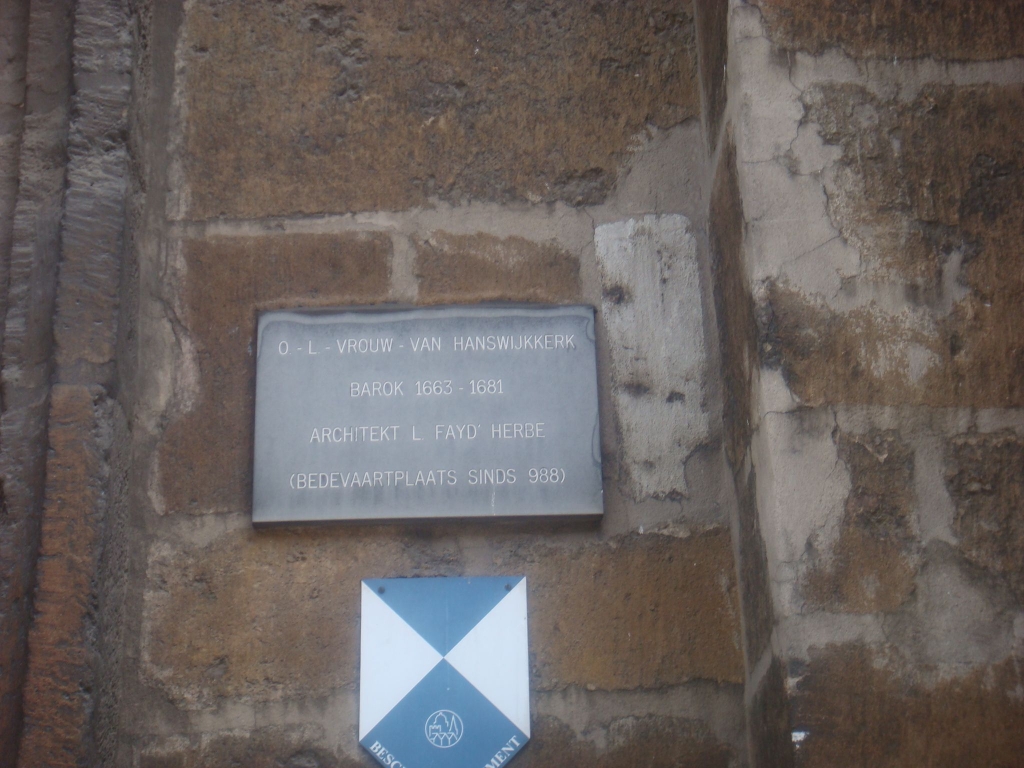 O - L - VROUW - VAN HANSWIJKKERK
BAROK 1663 - 1681
ARCHITEKT L. FAYD' HERBE
(BEDEVAARTPLAATS SINDS 988)